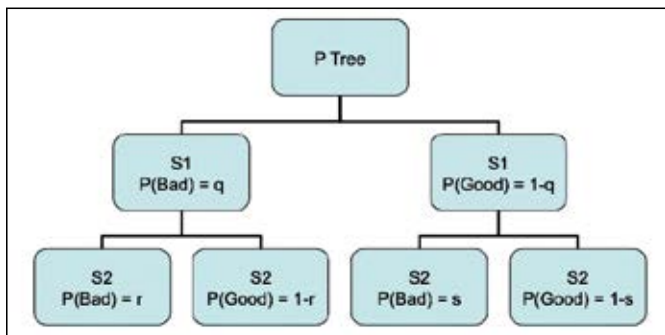 P Tree
S1
P(Bad) = q
S1
P(Good) = 1-q
S2
P(Bad) = r
S2
P(Good) = 1-r
S2
P(Bad) = s
S2
P(Good) = 1-s